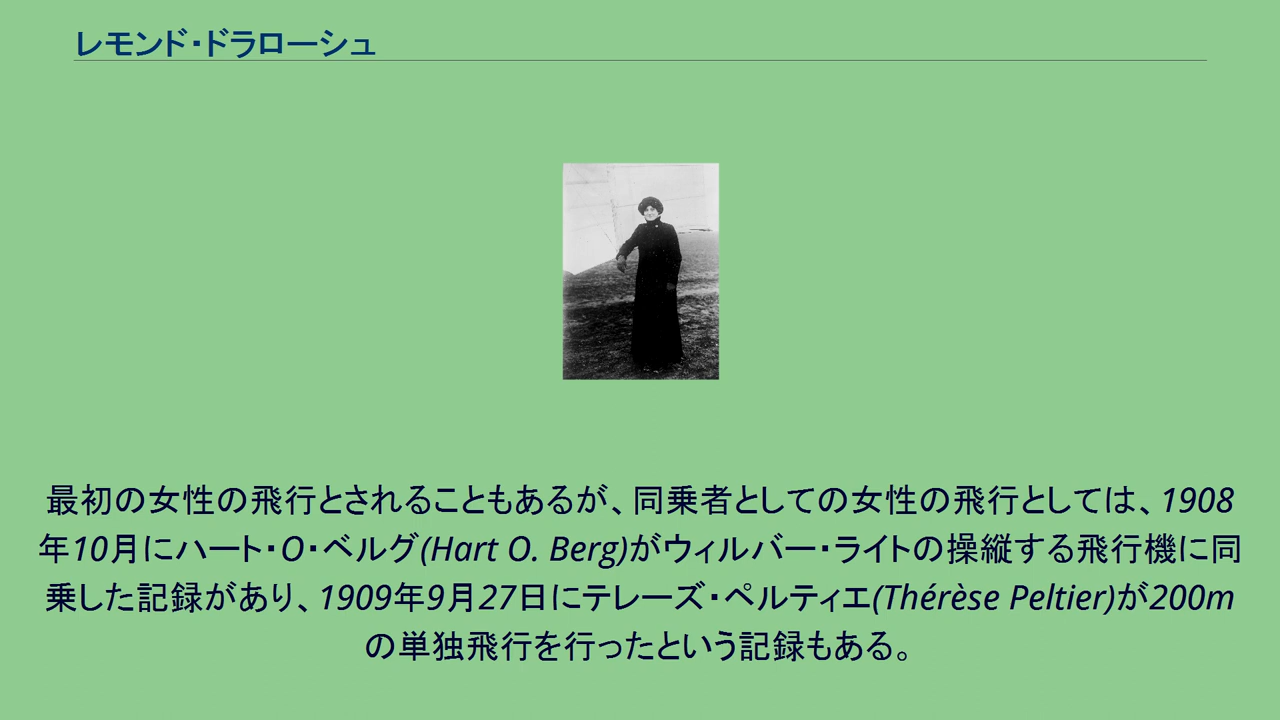 レモンド・ドラローシュ
最初の女性の飛行とされることもあるが、同乗者としての女性の飛行としては、1908
年10月にハート・O・ベルグ(Hart O. Berg)がウィルバー・ライトの操縦する飛行機に同
乗した記録があり、1909年9月27日にテレーズ・ペルティエ(Thérèse Peltier)が200m
の単独飛行を行ったという記録もある。